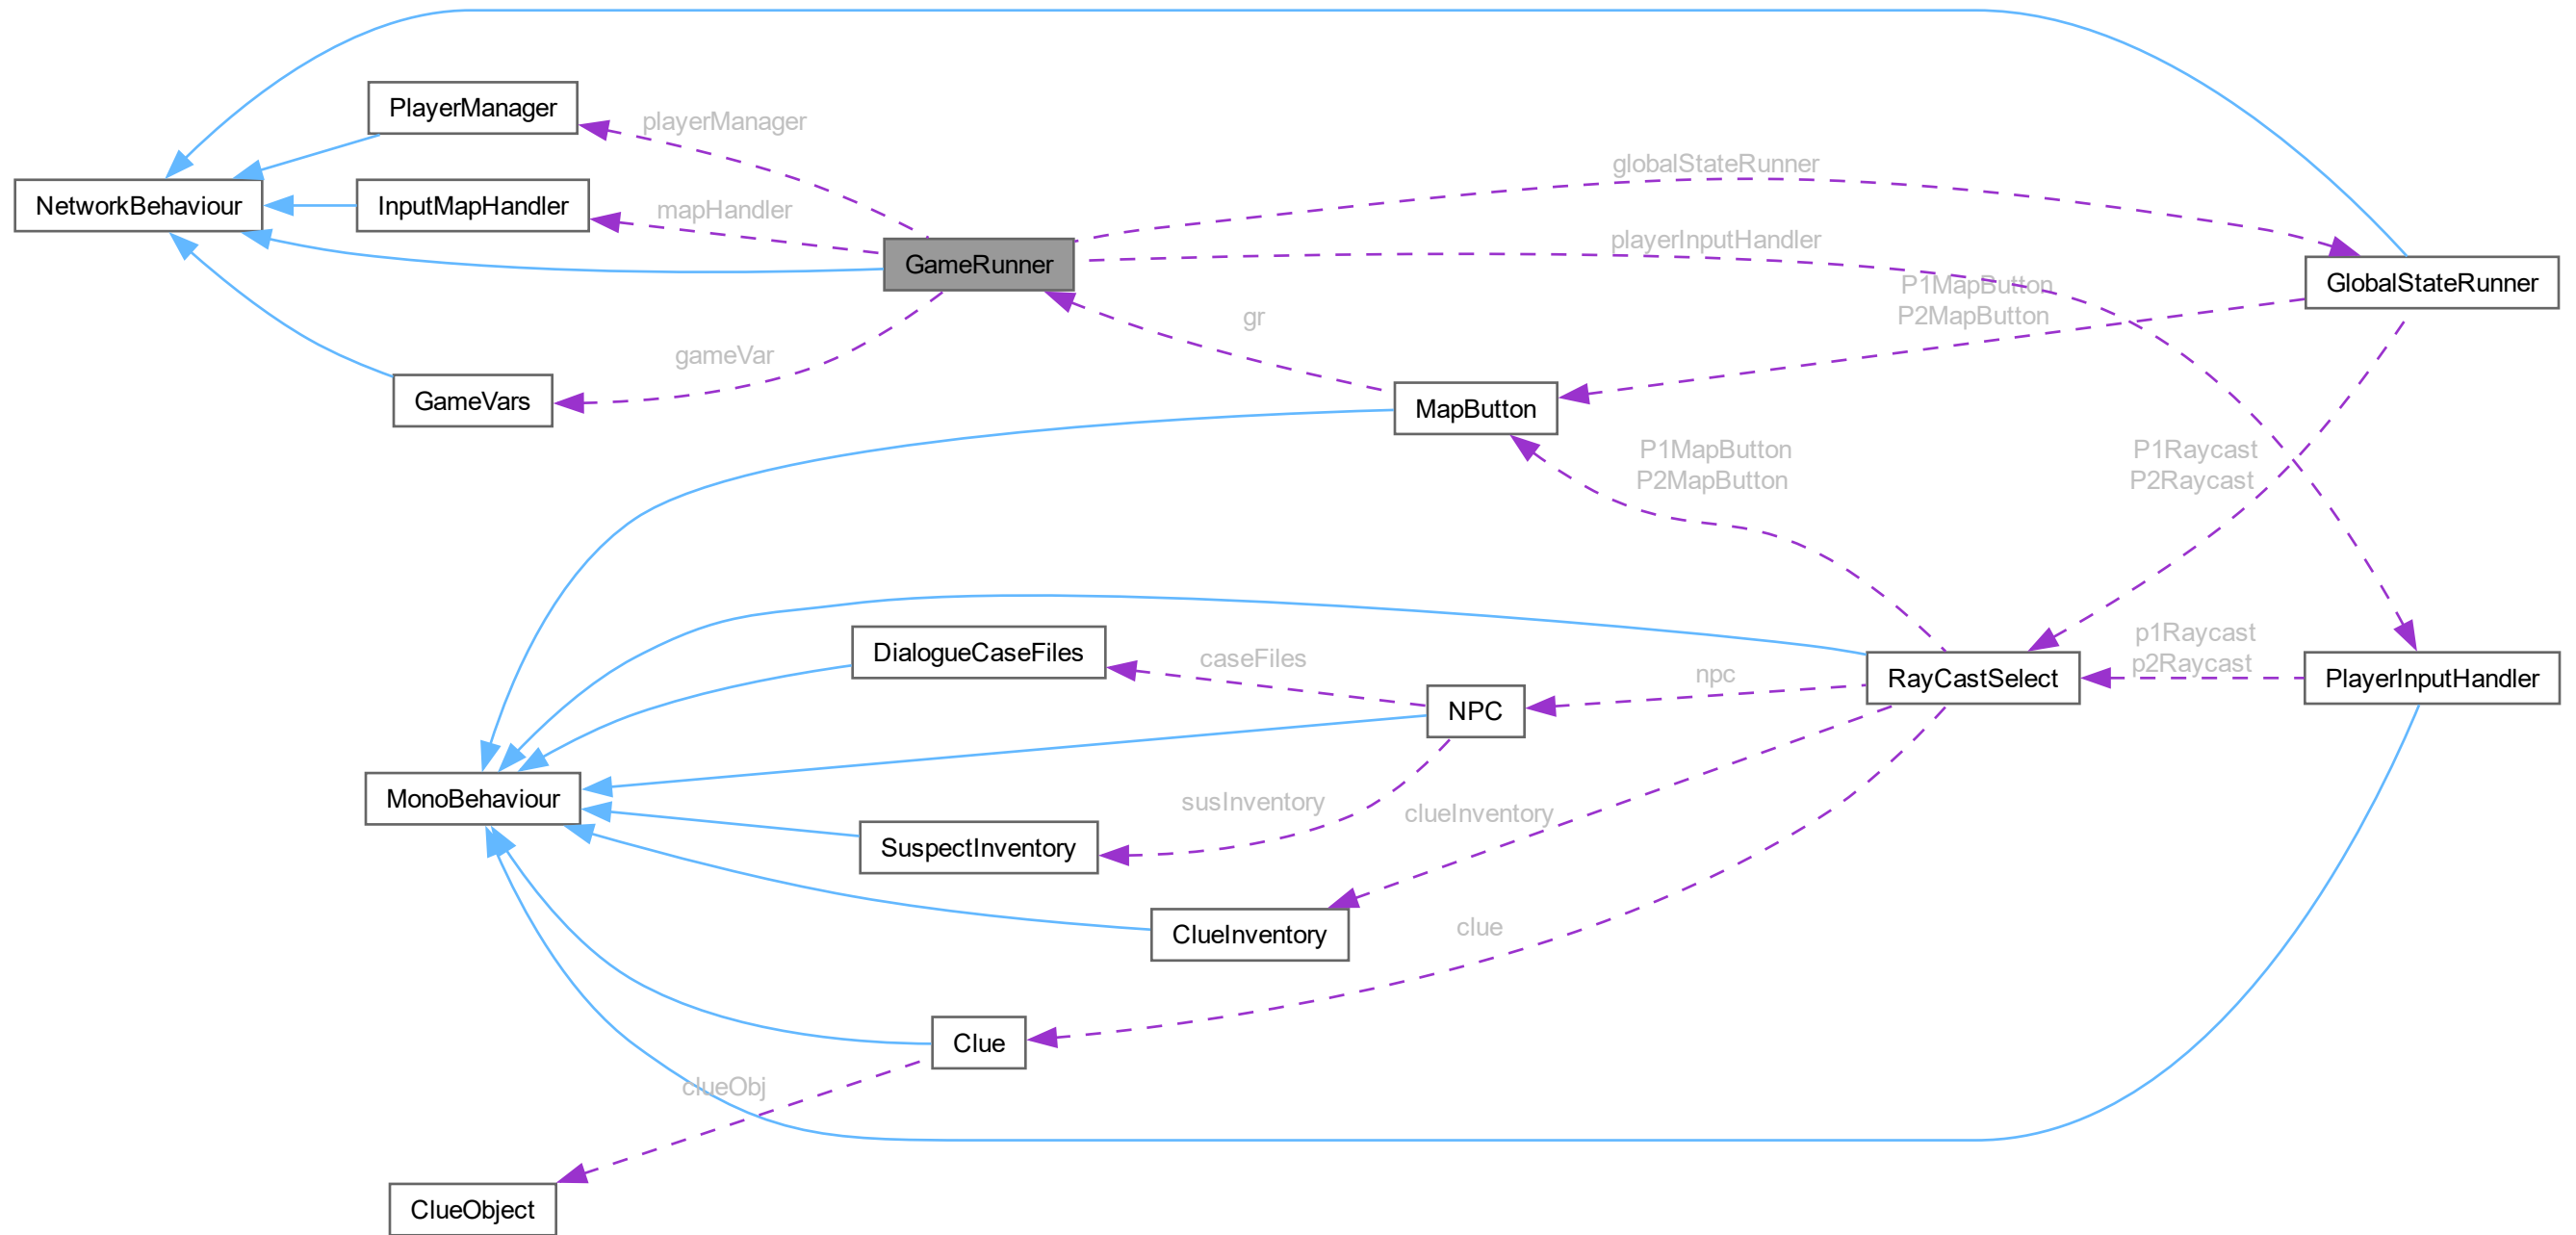 PlayerManager
playerManager
globalStateRunner
NetworkBehaviour
InputMapHandler
mapHandler
GameRunner
playerInputHandler
GlobalStateRunner
P1MapButton
P2MapButton
gr
gameVar
GameVars
MapButton
P1MapButton
P2MapButton
P1Raycast
P2Raycast
DialogueCaseFiles
caseFiles
npc
RayCastSelect
p1Raycast
p2Raycast
PlayerInputHandler
NPC
MonoBehaviour
susInventory
clueInventory
SuspectInventory
ClueInventory
clue
Clue
clueObj
ClueObject